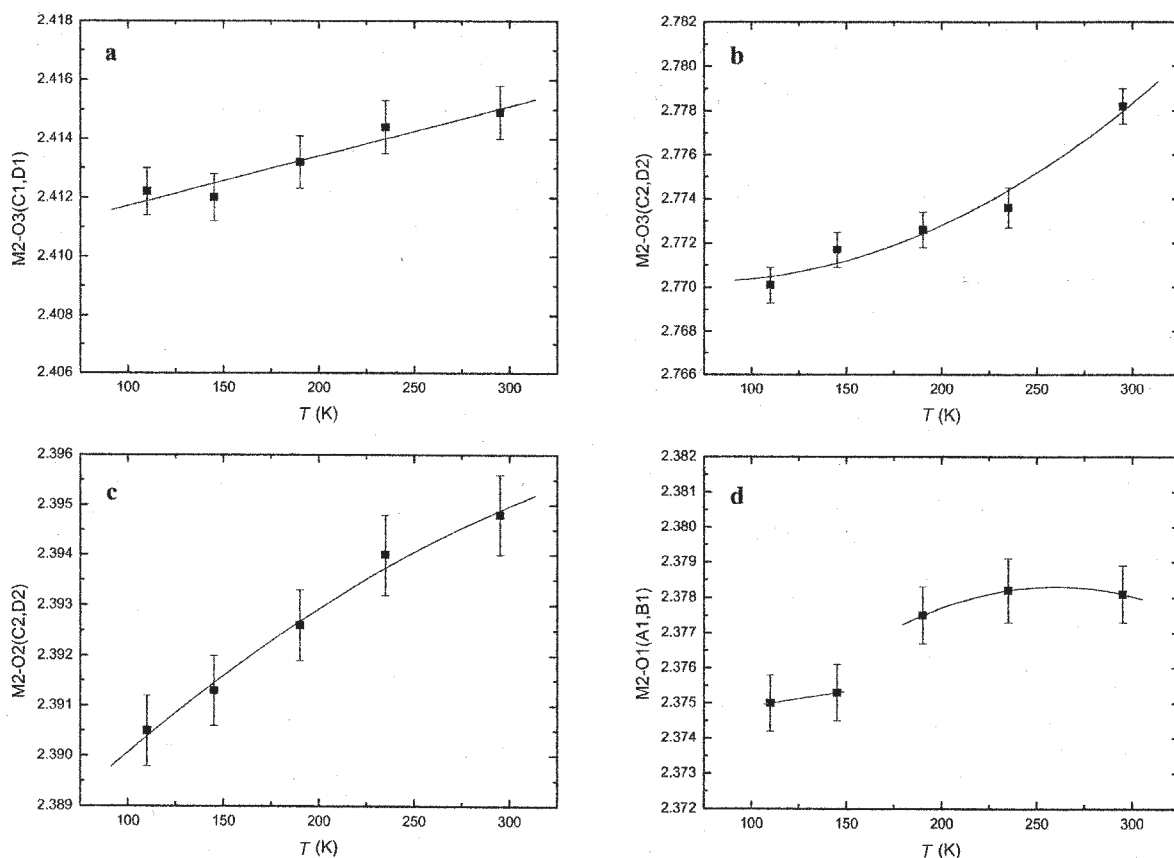 a
M2-O3(C1,D1)
2.418
2.416
2.414
2.412
2.410
2.408
2.406
100 150 200 250 300
T (K)
b
M2-O3(C2,D2)
2.782
2.780
2.778
2.776
2.774
2.772
2.770
2.768
2.766
100 150 200 250 300
T (K)
c
M2-O2(C2,D2)
2.396
2.395
2.394
2.393
2.392
2.391
2.390
2.389
100 150 200 250 300
T (K)
d
M2-O1(A1,B1)
2.382
2.381
2.380
2.379
2.378
2.377
2.376
2.375
2.374
2.373
2.372
100 150 200 250 300
T (K)